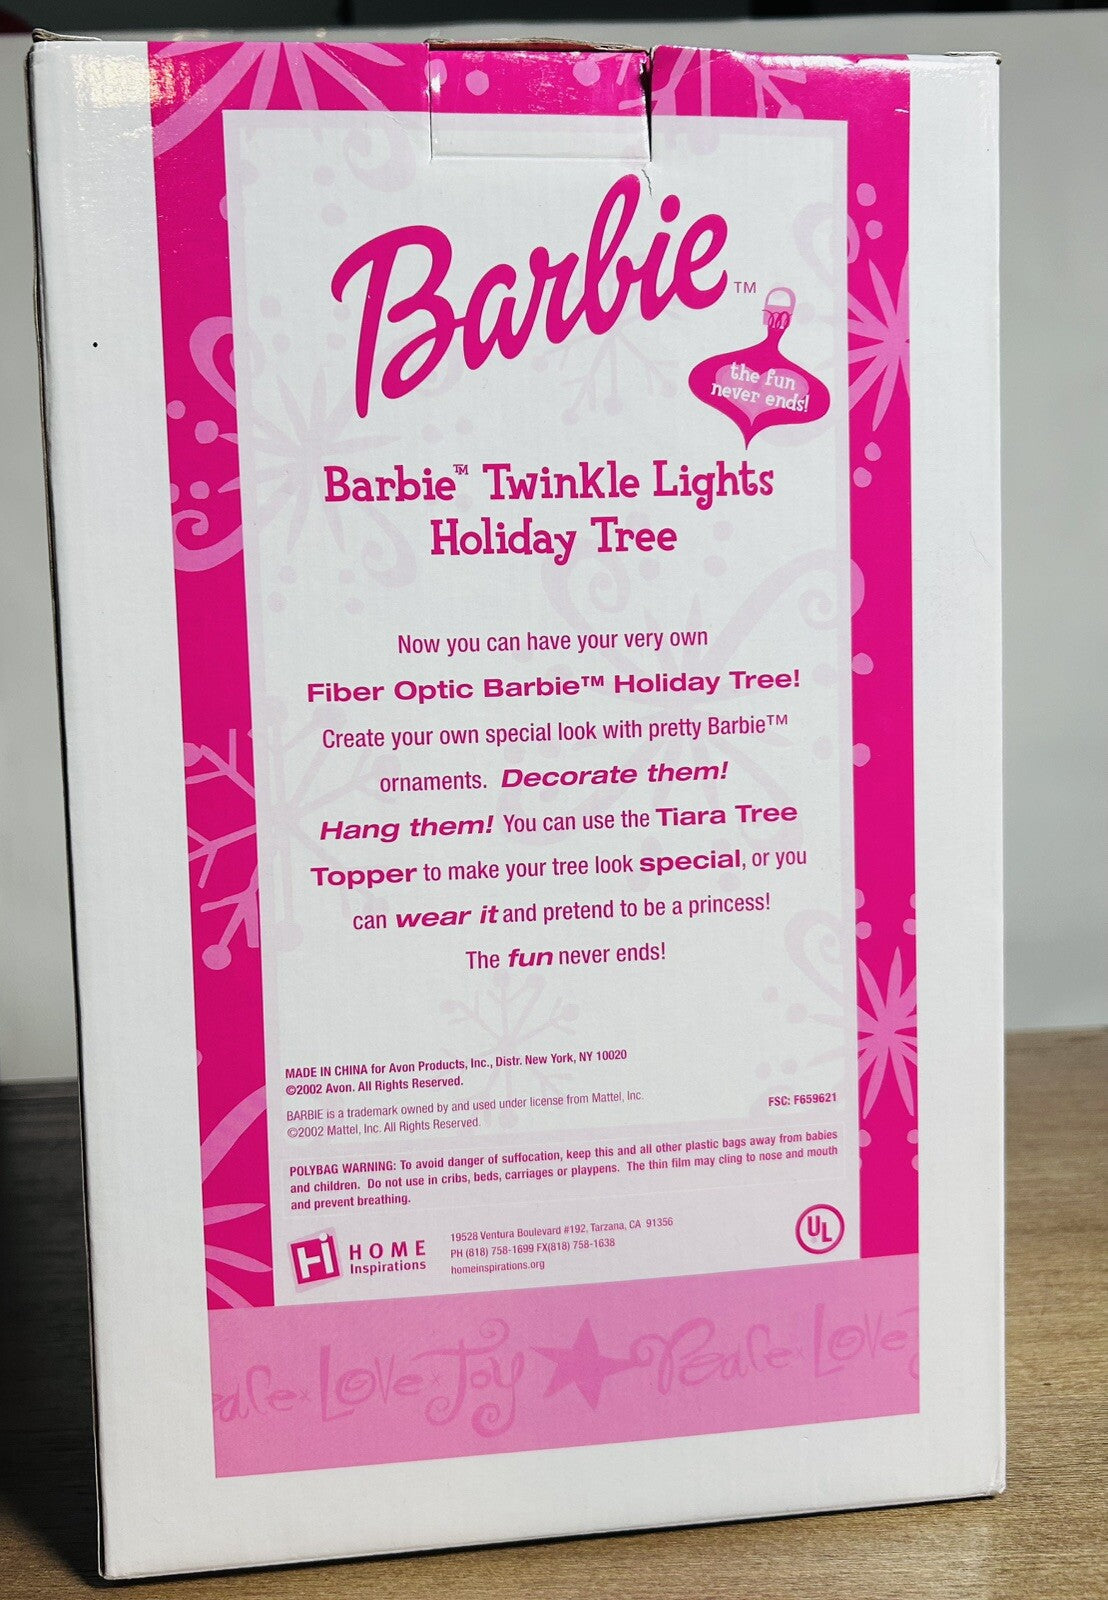 Barbie™
the fun
never ends!
Barbie™ Twinkle Lights
Holiday Tree
Now you can have your very own
Fiber Optic Barbie™ Holiday Tree!
Create your own special look with pretty Barbie™
ornaments. Decorate them!
Hang them! You can use the Tiara Tree
Topper to make your tree look special, or you
can wear it and pretend to be a princess!
The fun never ends!
MADE IN CHINA for Avon Products, Inc., Distr. New York, NY 10020
©2002 Avon. All Rights Reserved.
BARBIE is a trademark owned by and used under license from Mattel, Inc.
©2002 Mattel, Inc. All Rights Reserved.
FSC: F659621
POLYBAG WARNING: To avoid danger of suffocation, keep this and all other plastic bags away from babies
and children. Do not use in cribs, beds, carriages or playpens. The thin film may cling to nose and mouth
and prevent breathing.
Hi HOME
Inspirations
19528 Ventura Boulevard #192, Tarzana, CA 91356
PH (818) 758-1699 FX(818) 758-1638
homeinspirations.org
UL
Love Joy Love